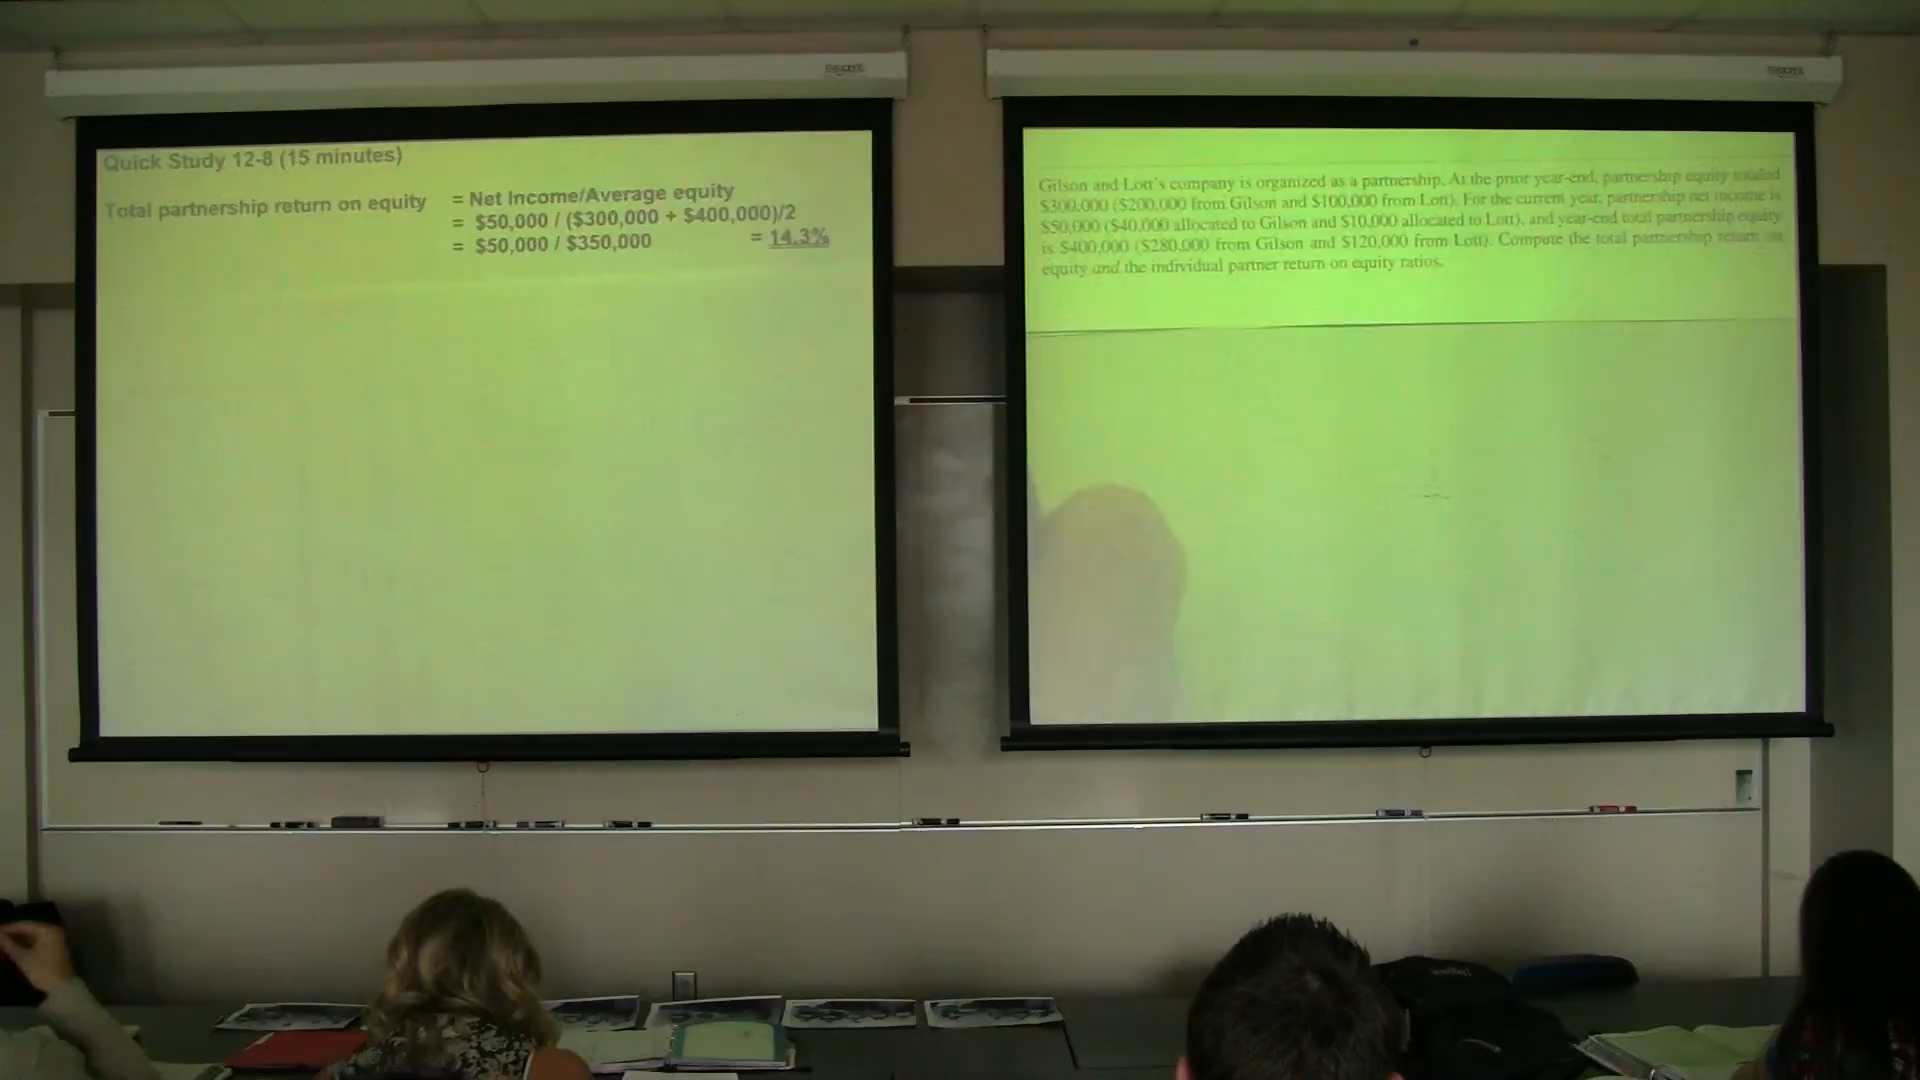 Quick Study 12-8 (15 minutes)
Total partnership return on equity = Net Income/Average equity
= $50,000 / ($300,000 + $400,000)/2
= $50,000 / $350,000 = 14.3%
Gilson and Lott's company is organized as a partnership. At the prior year-end, partnership equity totaled
$300,000 ($200,000 from Gilson and $100,000 from Lott). For the current year, partnership net income is
$50,000 ($40,000 allocated to Gilson and $10,000 allocated to Lott), and year-end total partnership equity
is $400,000 ($280,000 from Gilson and $120,000 from Lott). Compute the total partnership return on
equity and the individual partner return on equity ratios.